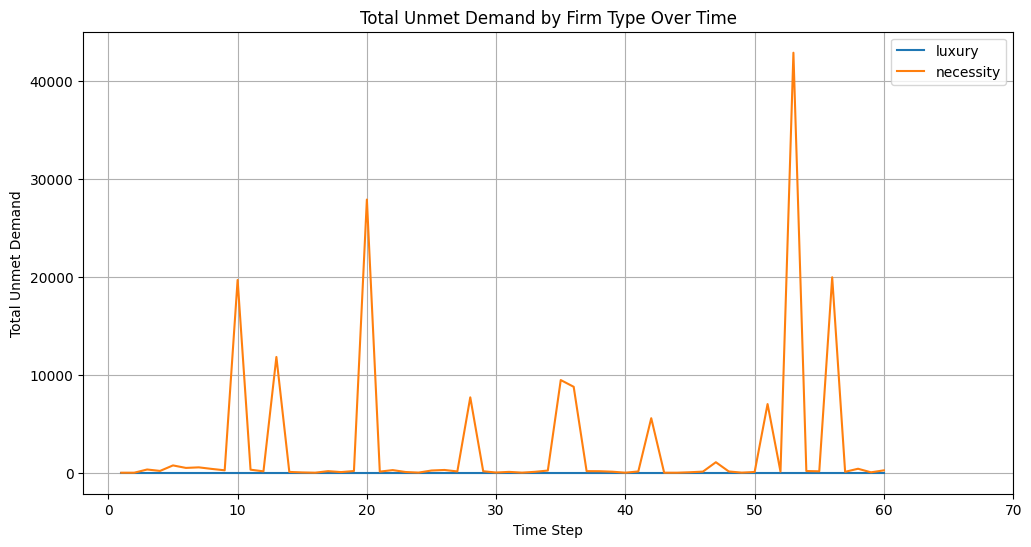 Total Unmet Demand by Firm Type Over Time
luxury
necessity
Total Unmet Demand
40000
30000
20000
10000
0
0 10 20 30 40 50 60 70
Time Step